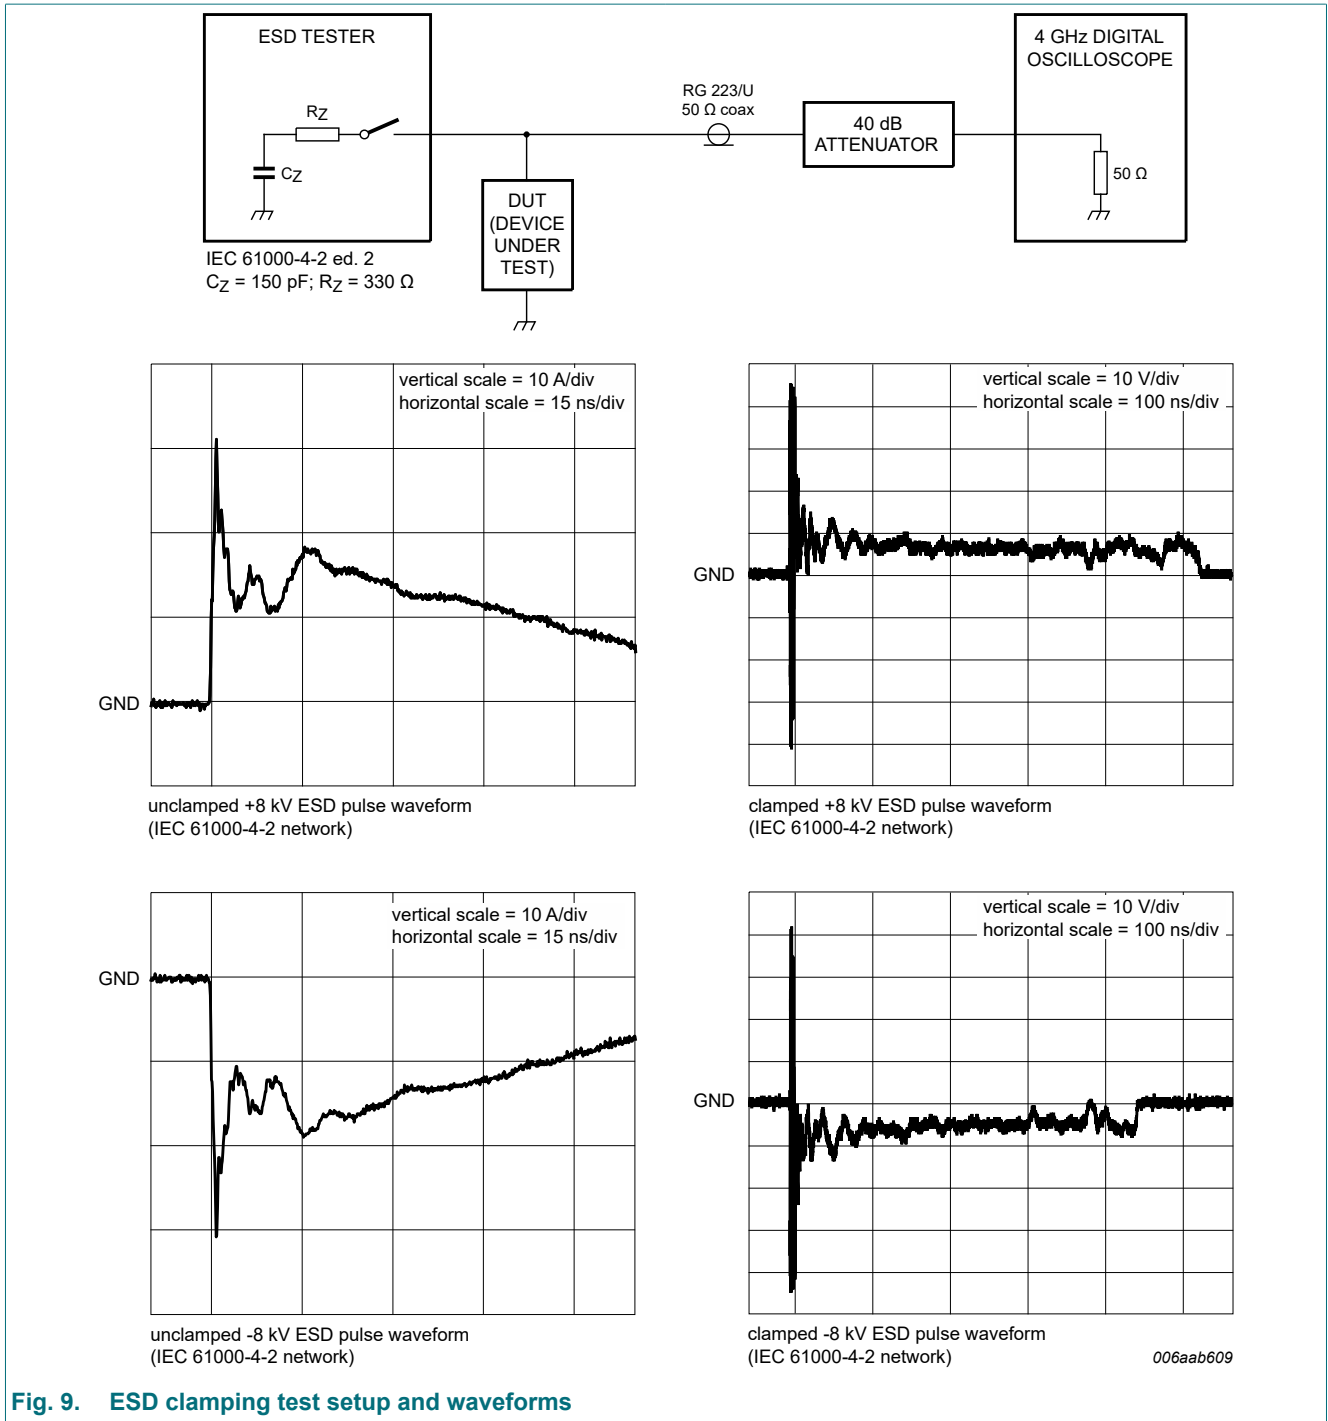 ESD TESTER
RZ
CZ
IEC 61000-4-2 ed. 2
CZ = 150 pF; RZ = 330 Ω
DUT
(DEVICE
UNDER
TEST)
RG 223/U
50 Ω coax
40 dB
ATTENUATOR
4 GHz DIGITAL
OSCILLOSCOPE
50 Ω
vertical scale = 10 A/div
horizontal scale = 15 ns/div
GND
unclamped +8 kV ESD pulse waveform
(IEC 61000-4-2 network)
vertical scale = 10 V/div
horizontal scale = 100 ns/div
GND
clamped +8 kV ESD pulse waveform
(IEC 61000-4-2 network)
vertical scale = 10 A/div
horizontal scale = 15 ns/div
GND
unclamped -8 kV ESD pulse waveform
(IEC 61000-4-2 network)
vertical scale = 10 V/div
horizontal scale = 100 ns/div
GND
clamped -8 kV ESD pulse waveform
(IEC 61000-4-2 network)
006aab609
Fig. 9. ESD clamping test setup and waveforms